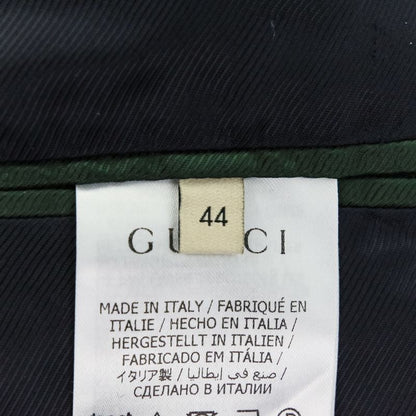 44
GUCCI
MADE IN ITALY / FABRIQUÉ EN
ITALIE / HECHO EN ITALIA /
HERGESTELLT IN ITALIEN /
FABRICADO EM ITÁLIA /
イタリア製 / صنع في إيطاليا /
СДЕЛАНО В ИТАЛИИ